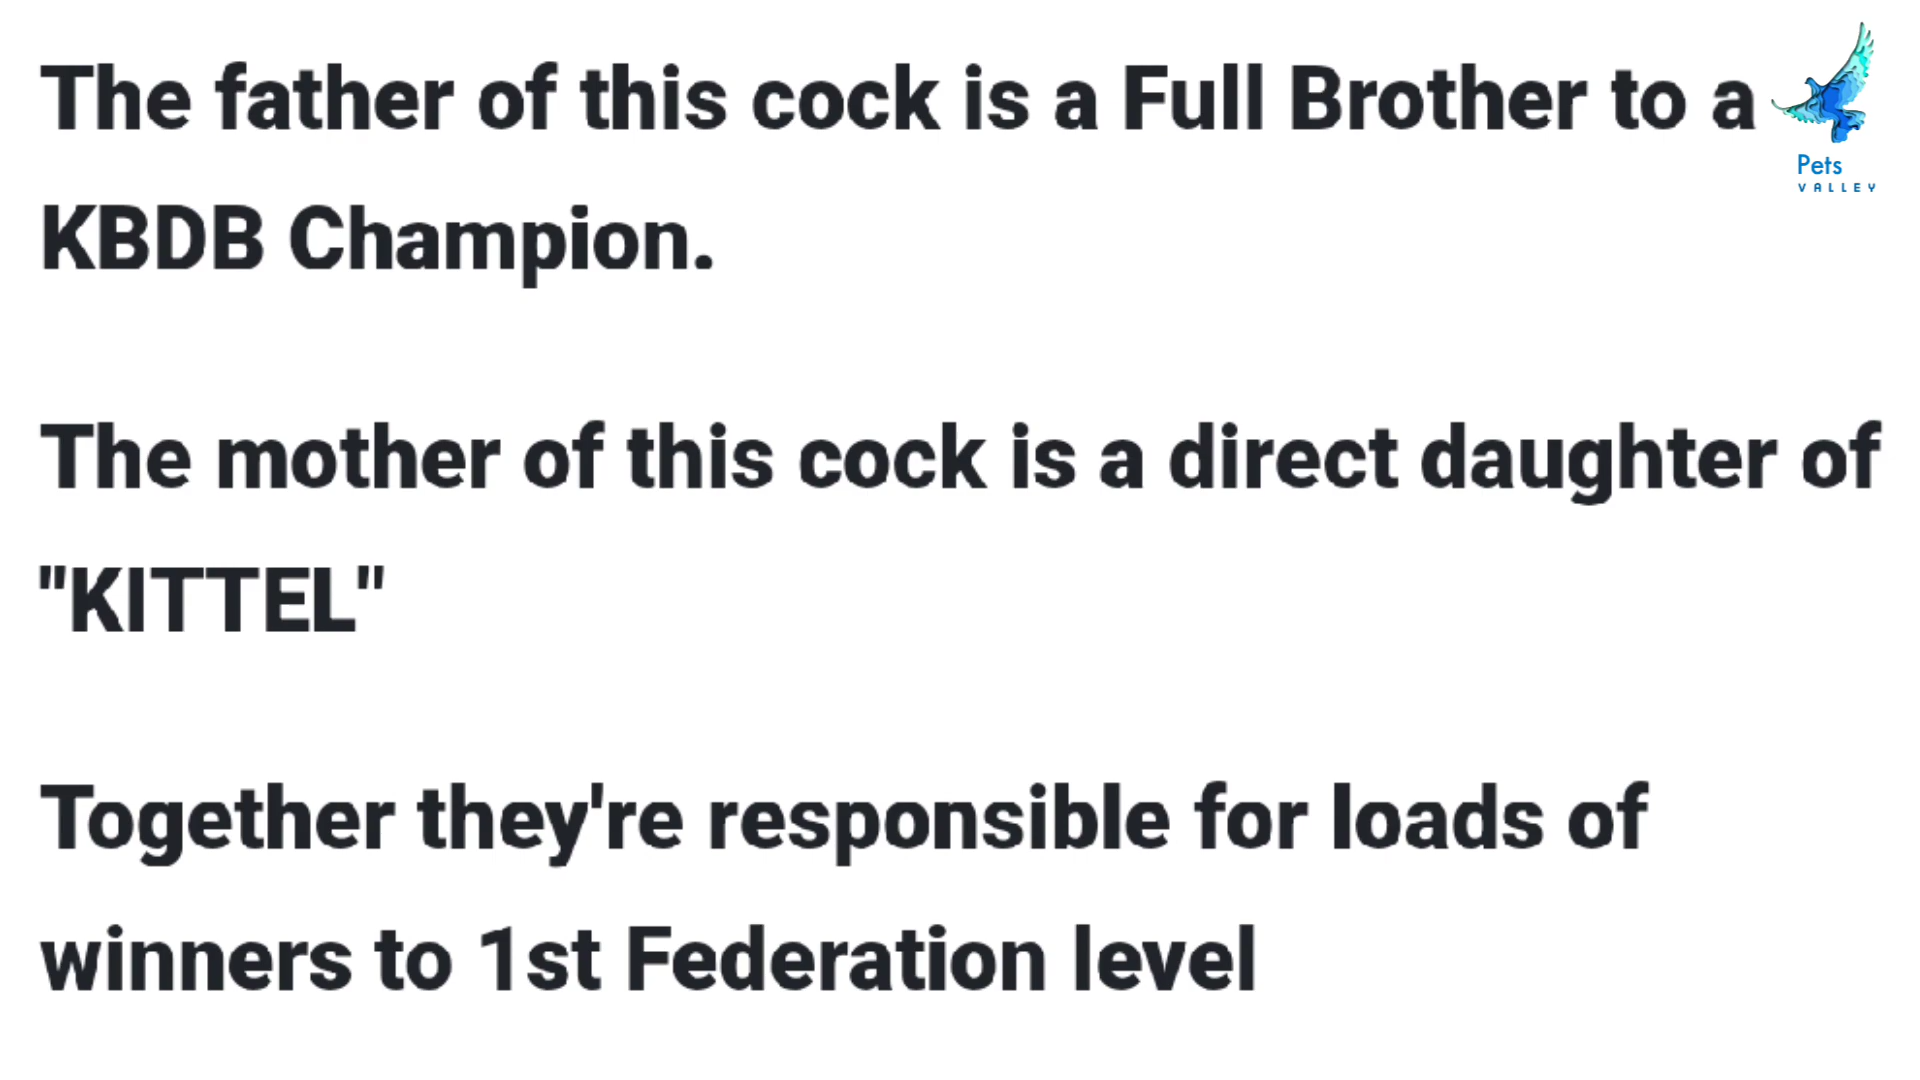 The father of this cock is a Full Brother to a
KBDB Champion.
The mother of this cock is a direct daughter of
"KITTEL"
Together they're responsible for loads of
winners to 1st Federation level
Pets
VALLEY